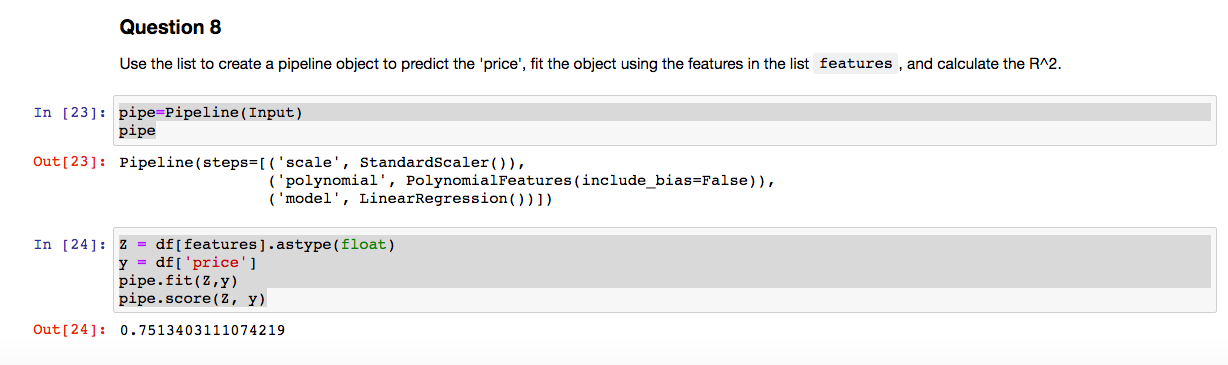 Question 8
Use the list to create a pipeline object to predict the 'price', fit the object using the features in the list features , and calculate the R^2.
In [23]: pipe=Pipeline(Input)
pipe
Out[23]: Pipeline(steps=[('scale', StandardScaler()),
('polynomial', PolynomialFeatures(include_bias=False)),
('model', LinearRegression())])
In [24]: Z = df[features].astype(float)
y = df['price']
pipe.fit(Z,y)
pipe.score(Z, y)
Out[24]: 0.7513403111074219